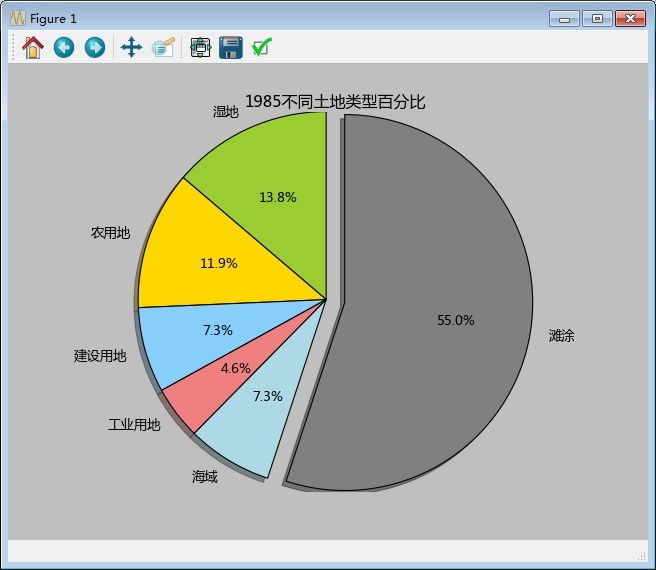 Figure 1
1985不同土地类型百分比
湿地
13.8%
农用地
11.9%
建设用地
7.3%
工业用地
4.6%
海域
7.3%
55.0%
滩涂